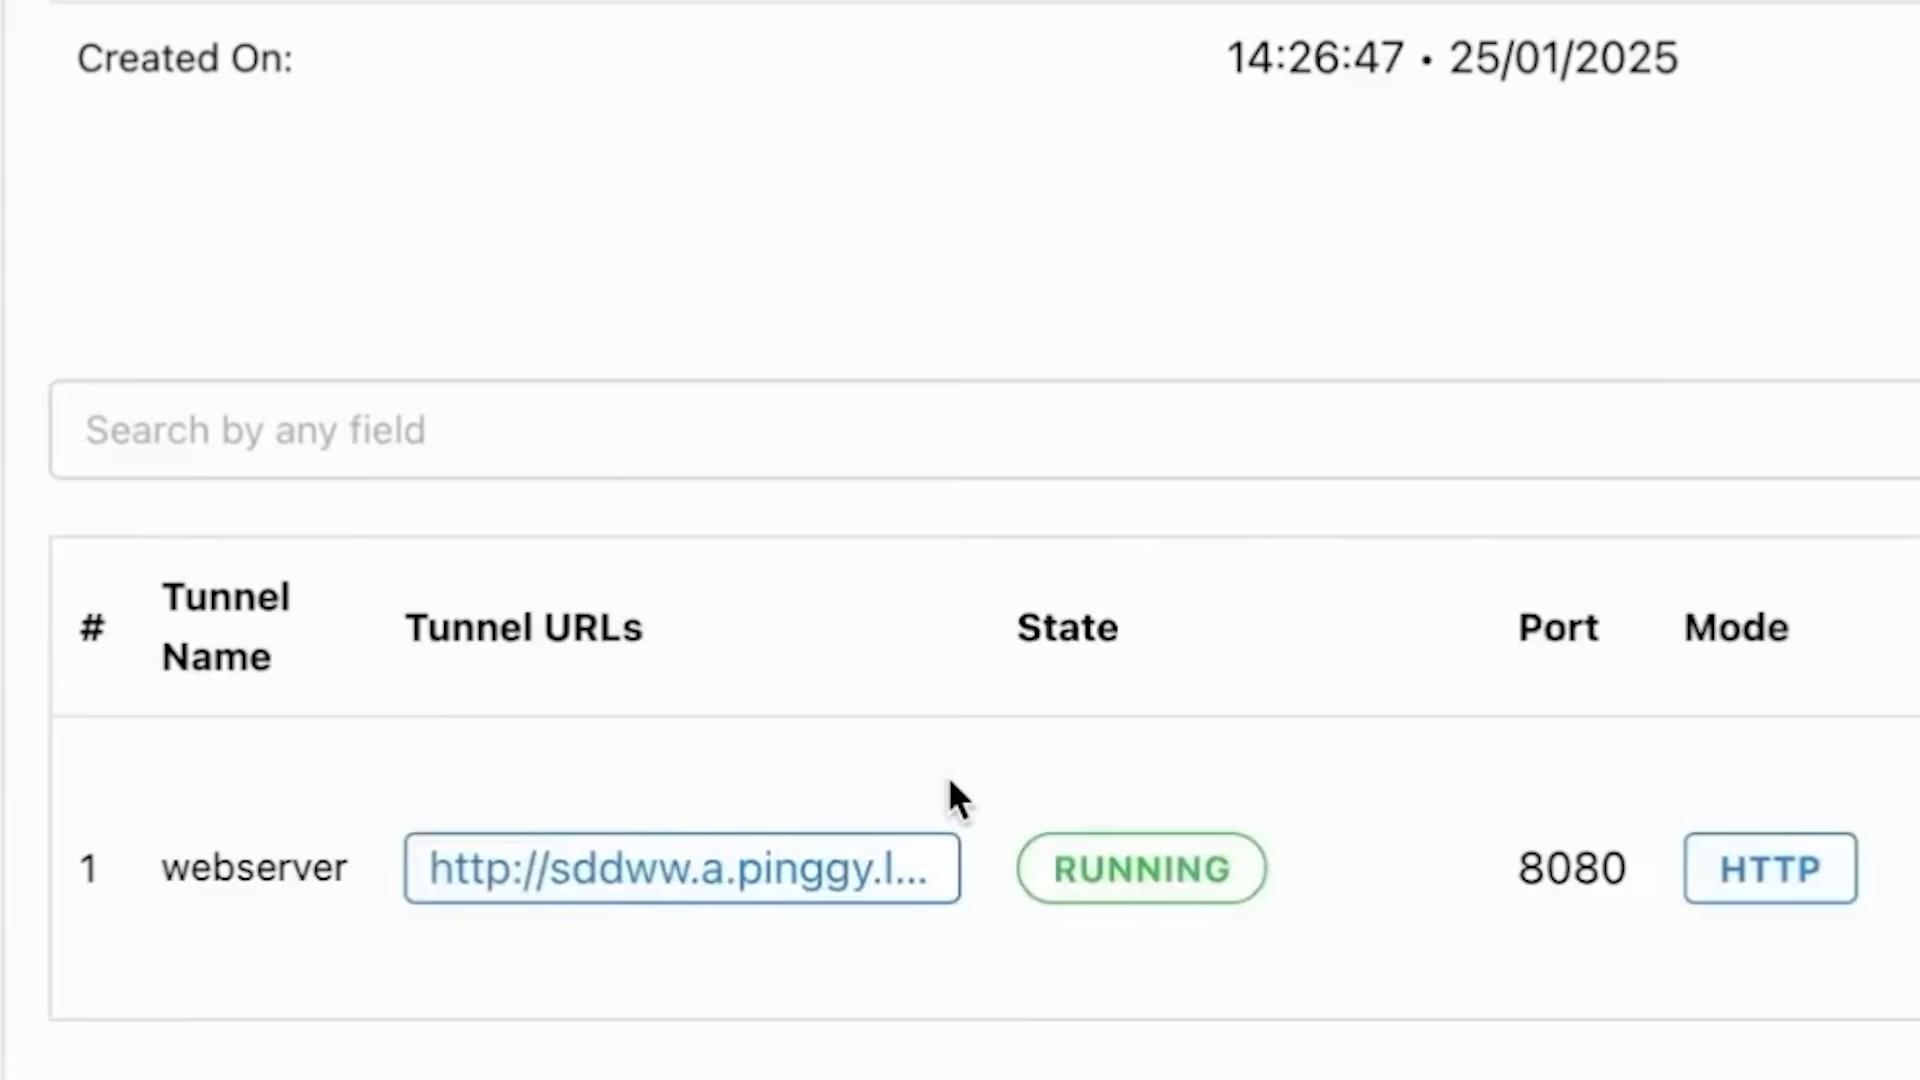 Created On: 14:26:47 • 25/01/2025
Search by any field
# Tunnel Name Tunnel URLs State Port Mode
1 webserver http://sddww.a.pinggy.l... RUNNING 8080 HTTP